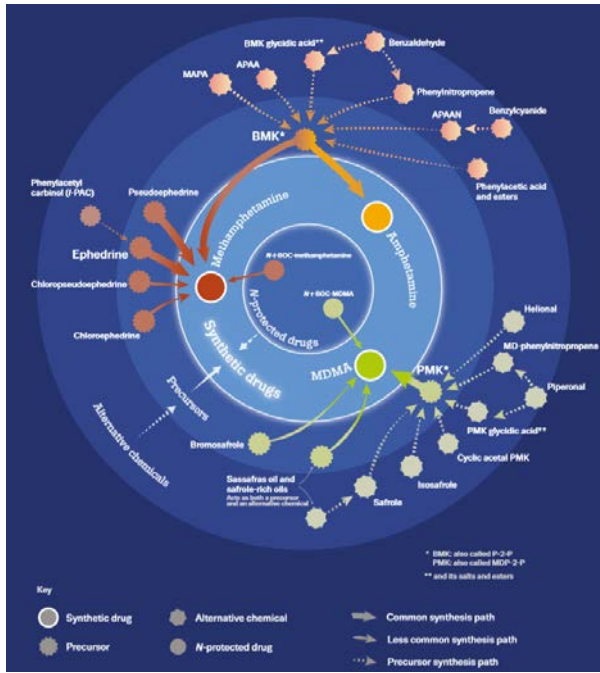 BMK glycidic acid**
Benzaldehyde
APAA
MAPA
Phenylnitropropene
BMK*
APAAN
Benzylcyanide
Phenylacetic acid
and esters
Phenylacetyl
carbinol (l-PAC)
Pseudoephedrine
Ephedrine
Chloropseudoephedrine
Chloroephedrine
Methamphetamine
Amphetamine
N-t-BOC-methamphetamine
N-t-BOC-MDMA
N-protected drugs
Synthetic drugs
Precursors
Alternative chemicals
MDMA
PMK*
Helional
MD-phenylnitropropene
Piperonal
PMK glycidic acid**
Cyclic acetal PMK
Isosafrole
Safrole
Bromosafrole
Sassafras oil and
safrole-rich oils
Acts as both a precursor
and an alternative chemical
* BMK: also called P-2-P
PMK: also called MDP-2-P
** and its salts and esters
Key
Synthetic drug
Alternative chemical
Common synthesis path
Precursor
N-protected drug
Less common synthesis path
Precursor synthesis path